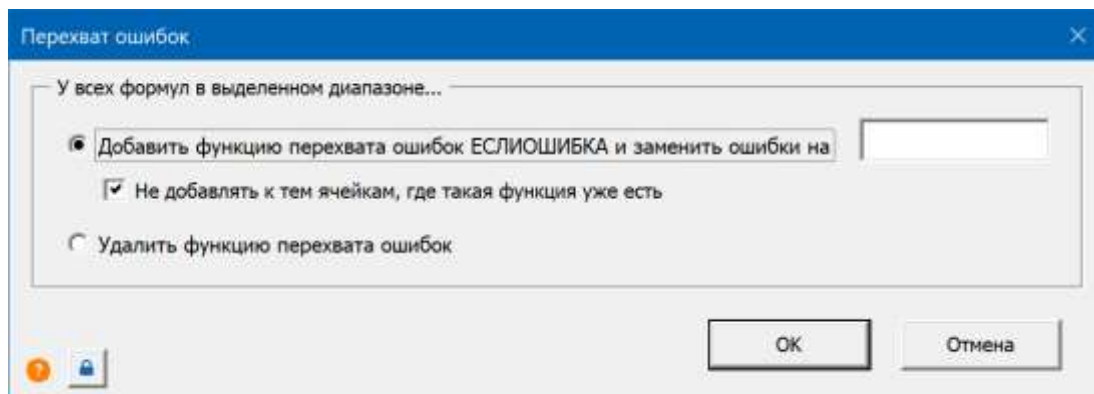 Перехват ошибок
У всех формул в выделенном диапазоне...
Добавить функцию перехвата ошибок ЕСЛИОШИБКА и заменить ошибки на
Не добавлять к тем ячейкам, где такая функция уже есть
Удалить функцию перехвата ошибок
ОК
Отмена
?